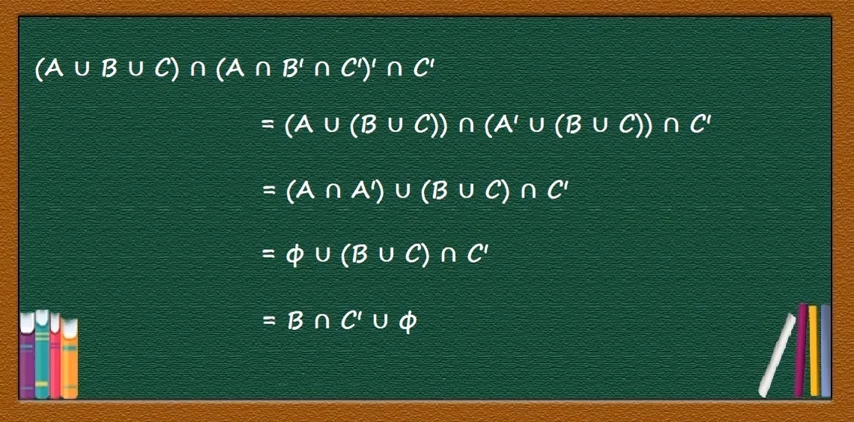 (A ∪ B ∪ C) ∩ (A ∩ B' ∩ C')' ∩ C'
= (A ∪ (B ∪ C)) ∩ (A' ∪ (B ∪ C)) ∩ C'
= (A ∩ A') ∪ (B ∪ C) ∩ C'
= ϕ ∪ (B ∪ C) ∩ C'
= B ∩ C' ∪ ϕ